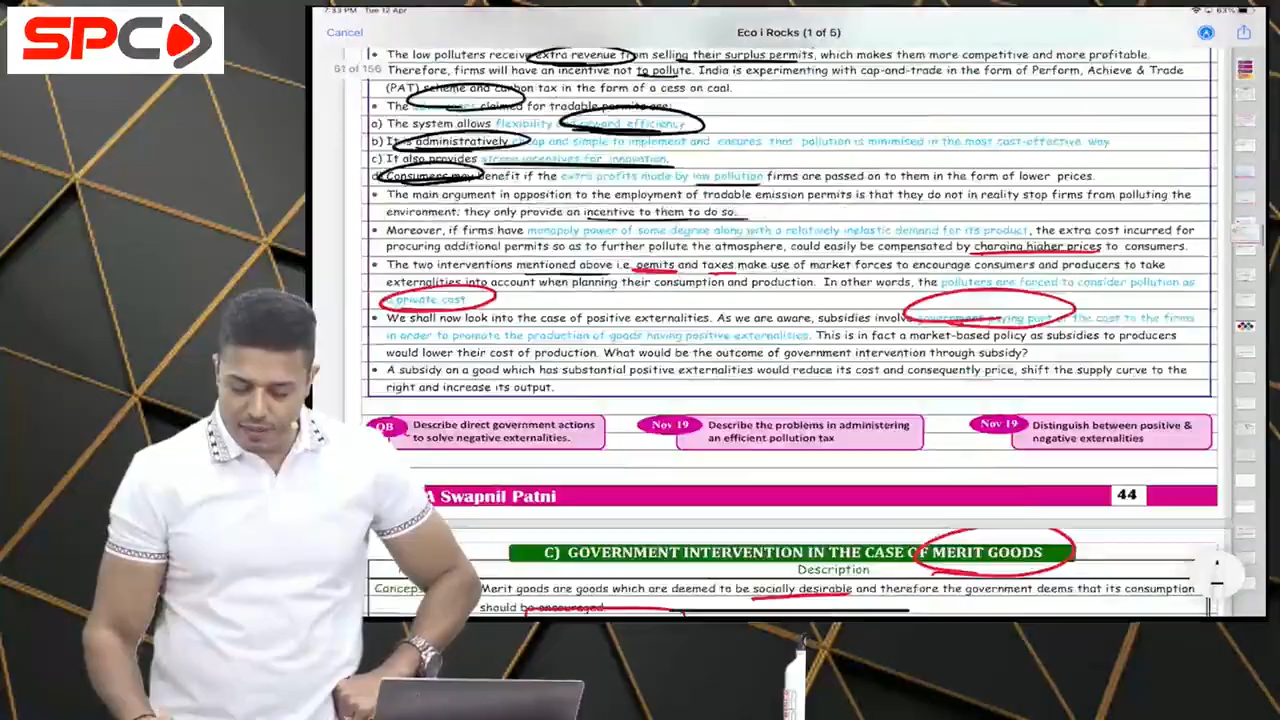 SPC
7:33 PM Tue 12 Apr
63%
Cancel
Eco i Rocks (1 of 5)
61 of 156
• The low polluters receive extra revenue from selling their surplus permits, which makes them more competitive and more profitable.
Therefore, firms will have an incentive not to pollute. India is experimenting with cap-and-trade in the form of Perform, Achieve & Trade
(PAT) scheme and carbon tax in the form of a cess on coal.
• The claimed for tradable permits are:
a) The system allows flexibility and reward efficiency
b) It is administratively cheap and simple to implement and ensures that pollution is minimised in the most cost-effective way
c) It also provides strong incentives for innovation,
d) Consumers may benefit if the extra profits made by low pollution firms are passed on to them in the form of lower prices.
• The main argument in opposition to the employment of tradable emission permits is that they do not in reality stop firms from polluting the
environment; they only provide an incentive to them to do so.
• Moreover, if firms have monopoly power of some degree along with a relatively inelastic demand for its product, the extra cost incurred for
procuring additional permits so as to further pollute the atmosphere, could easily be compensated by charging higher prices to consumers.
• The two interventions mentioned above i.e. pemits and taxes make use of market forces to encourage consumers and producers to take
externalities into account when planning their consumption and production. In other words, the polluters are forced to consider pollution as
a private cost
• We shall now look into the case of positive externalities. As we are aware, subsidies involve government paying part of the cost to the firms
in order to promote the production of goods having positive externalities. This is in fact a market-based policy as subsidies to producers
would lower their cost of production. What would be the outcome of government intervention through subsidy?
• A subsidy on a good which has substantial positive externalities would reduce its cost and consequently price, shift the supply curve to the
right and increase its output.
QB
Describe direct government actions
to solve negative externalities.
Nov 19
Describe the problems in administering
an efficient pollution tax
Nov 19
Distinguish between positive &
negative externalities
A Swapnil Patni
44
C) GOVERNMENT INTERVENTION IN THE CASE OF MERIT GOODS
Description
Concept
Merit goods are goods which are deemed to be socially desirable and therefore the government deems that its consumption
should be encouraged.